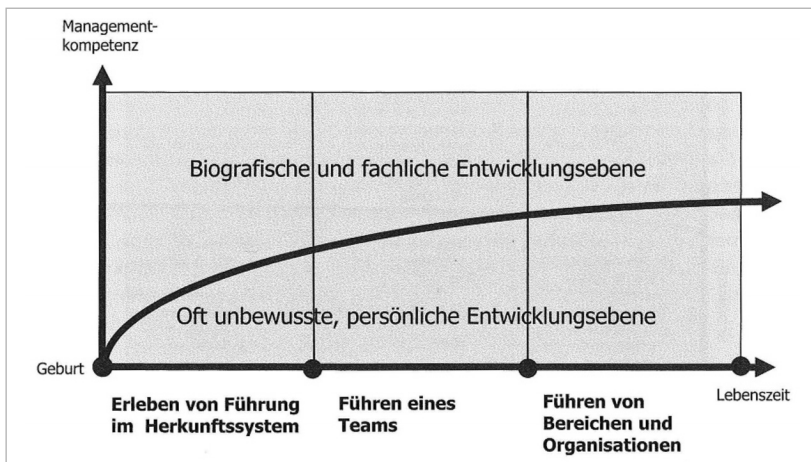 Management-
kompetenz
Biografische und fachliche Entwicklungsebene
Oft unbewusste, persönliche Entwicklungsebene
Geburt
Lebenszeit
Erleben von Führung
im Herkunftssystem
Führen eines
Teams
Führen von
Bereichen und
Organisationen